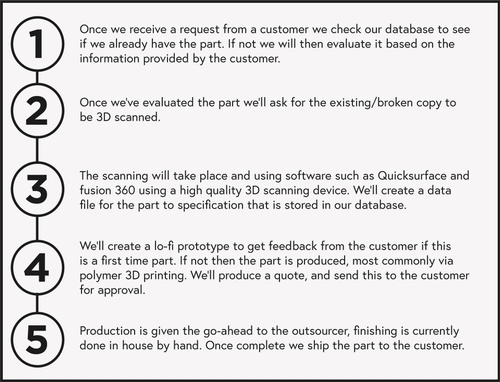 1
Once we receive a request from a customer we check our database to see
if we already have the part. If not we will then evaluate it based on the
information provided by the customer.
2
Once we've evaluated the part we'll ask for the existing/broken copy to
be 3D scanned.
3
The scanning will take place and using software such as Quicksurface and
fusion 360 using a high quality 3D scanning device. We'll create a data
file for the part to specification that is stored in our database.
4
We'll create a lo-fi prototype to get feedback from the customer if this
is a first time part. If not then the part is produced, most commonly via
polymer 3D printing. We'll produce a quote, and send this to the customer
for approval.
5
Production is given the go-ahead to the outsourcer, finishing is currently
done in house by hand. Once complete we ship the part to the customer.